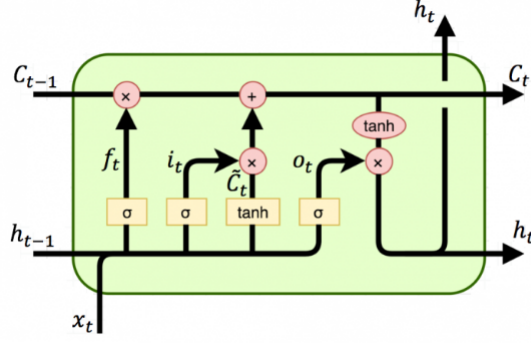 h_t
C_{t-1} × + C_t
tanh
f_t i_t × o_t ×
C̃_t
σ σ tanh σ
h_{t-1} h_t
x_t